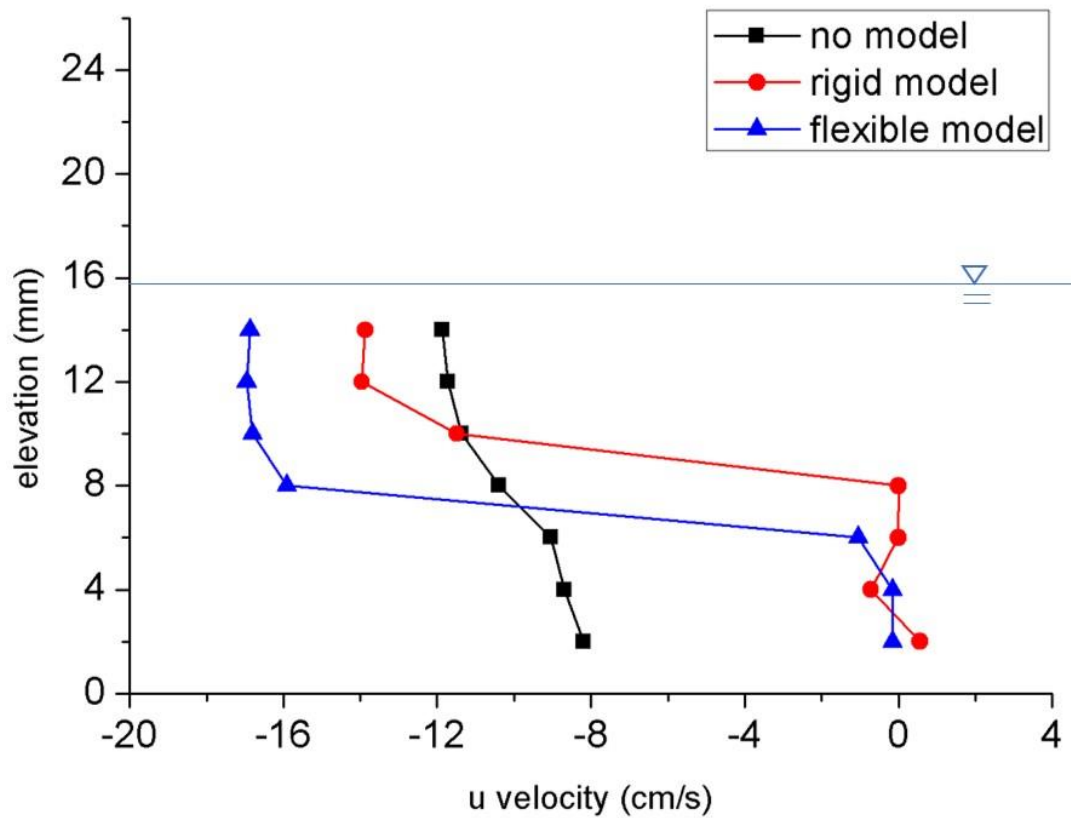 no model
rigid model
flexible model
24
20
16
12
8
4
0
-20 -16 -12 -8 -4 0 4
elevation (mm)
u velocity (cm/s)